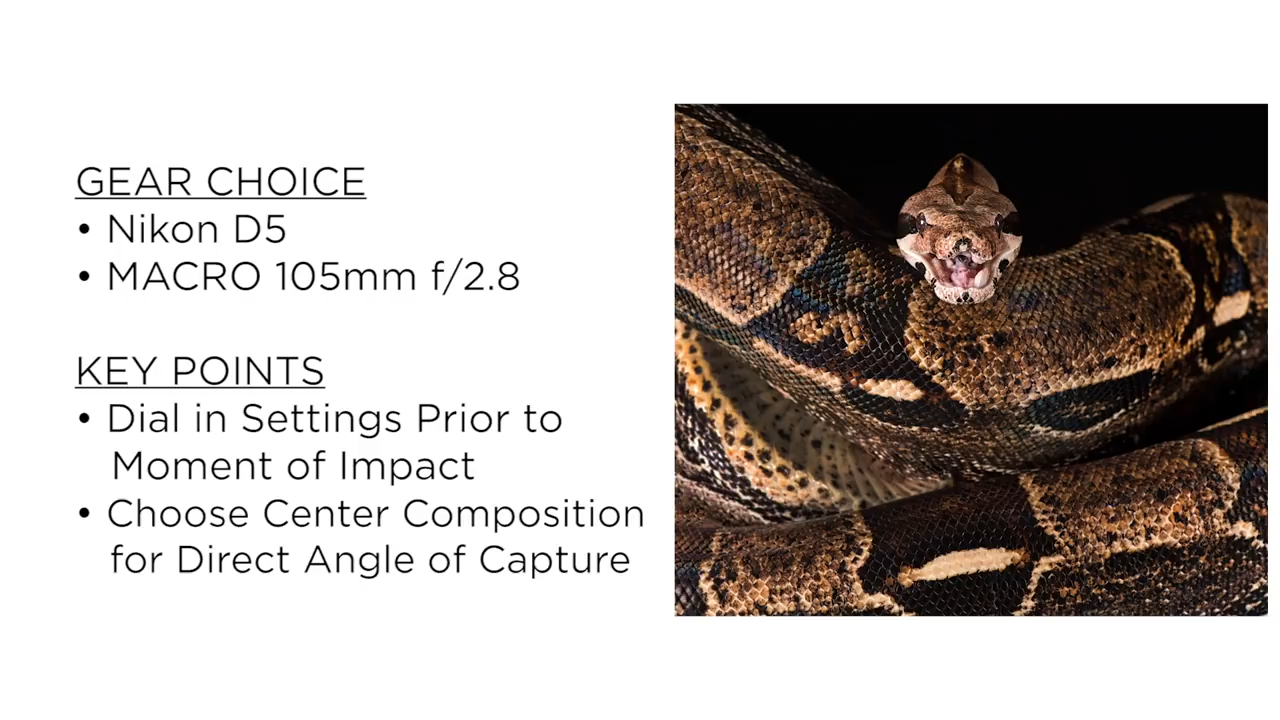 GEAR CHOICE
• Nikon D5
• MACRO 105mm f/2.8
KEY POINTS
• Dial in Settings Prior to
Moment of Impact
• Choose Center Composition
for Direct Angle of Capture